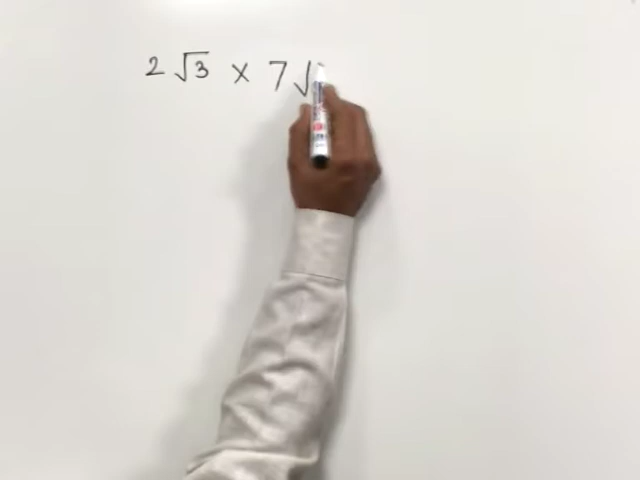 2 √3 × 7 √